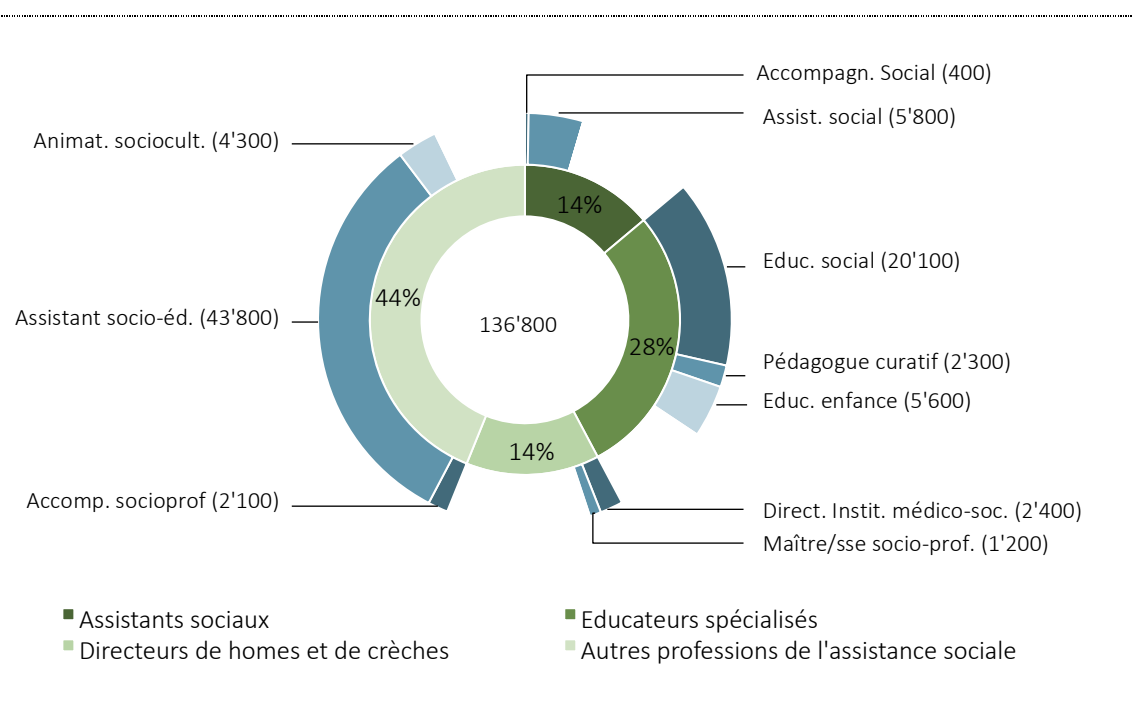 Accompagn. Social (400)
Assist. social (5'800)
Animat. sociocult. (4'300)
14%
Educ. social (20'100)
44%
Assistant socio-éd. (43'800)
136'800
28%
Pédagogue curatif (2'300)
Educ. enfance (5'600)
14%
Accomp. socioprof (2'100)
Direct. Instit. médico-soc. (2'400)
Maître/sse socio-prof. (1'200)
Assistants sociaux
Educateurs spécialisés
Directeurs de homes et de crèches
Autres professions de l'assistance sociale